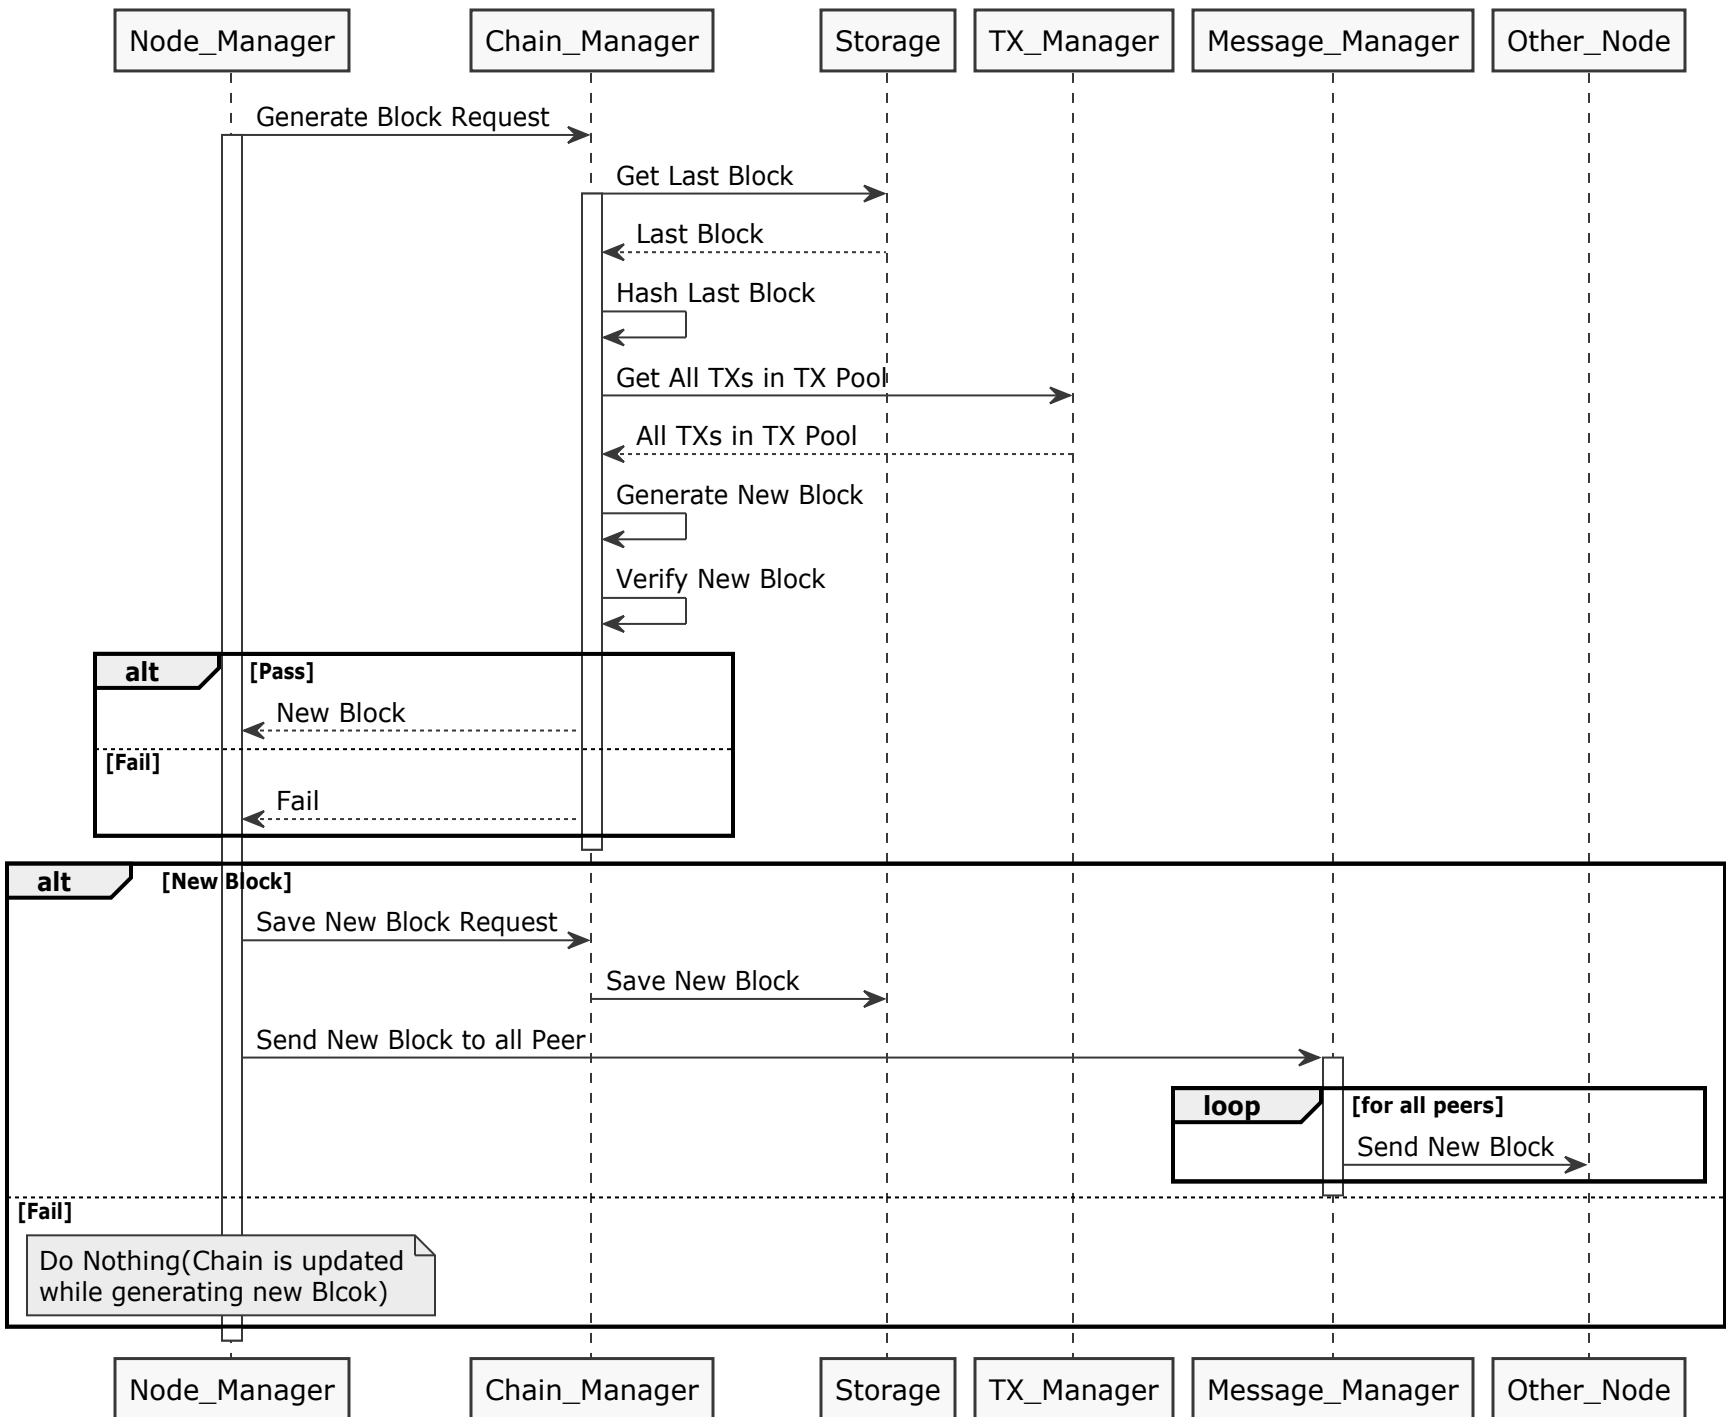 Node_Manager Chain_Manager Storage TX_Manager Message_Manager Other_Node
Generate Block Request
Get Last Block
Last Block
Hash Last Block
Get All TXs in TX Pool
All TXs in TX Pool
Generate New Block
Verify New Block
alt [Pass]
New Block
[Fail]
Fail
alt [New Block]
Save New Block Request
Save New Block
Send New Block to all Peer
loop [for all peers]
Send New Block
[Fail]
Do Nothing(Chain is updated
while generating new Blcok)
Node_Manager Chain_Manager Storage TX_Manager Message_Manager Other_Node